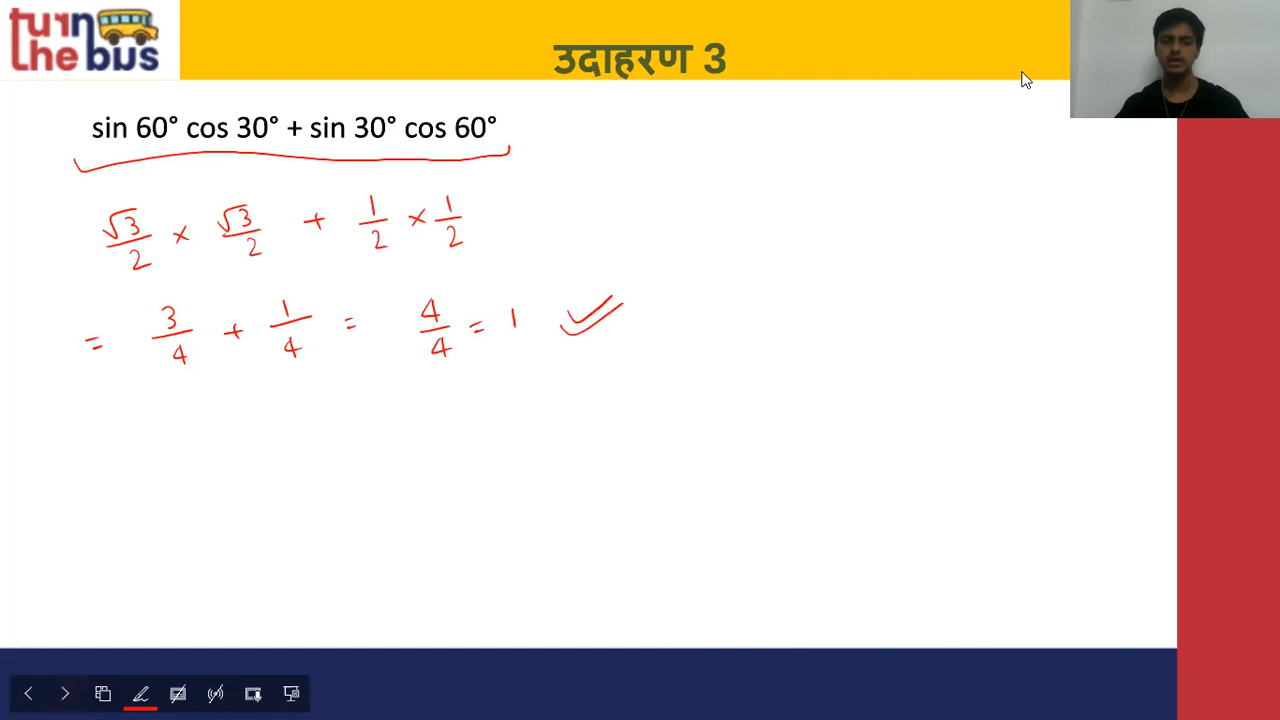 turn
the bus
उदाहरण 3
sin 60° cos 30° + sin 30° cos 60°
√3/2 × √3/2 + 1/2 × 1/2
= 3/4 + 1/4 = 4/4 = 1